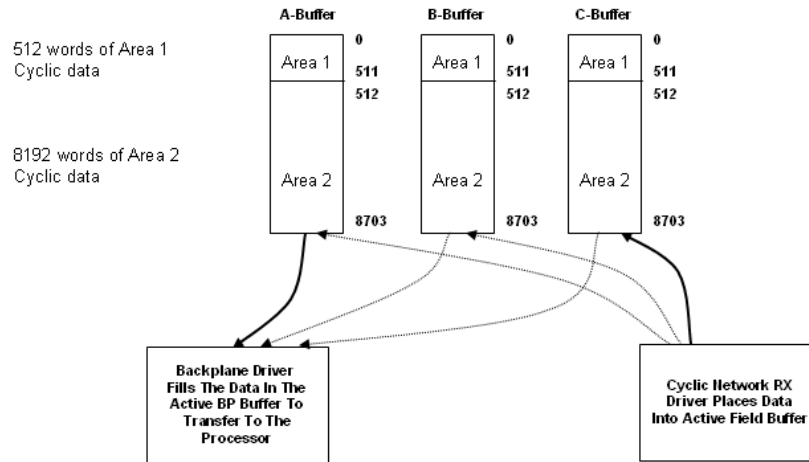 A-Buffer B-Buffer C-Buffer
512 words of Area 1
Cyclic data
0 0 0
Area 1 Area 1 Area 1
511 511 511
512 512 512
8192 words of Area 2
Cyclic data
Area 2 Area 2 Area 2
8703 8703 8703
Backplane Driver
Fills The Data In The
Active BP Buffer To
Transfer To The
Processor
Cyclic Network RX
Driver Places Data
Into Active Field Buffer